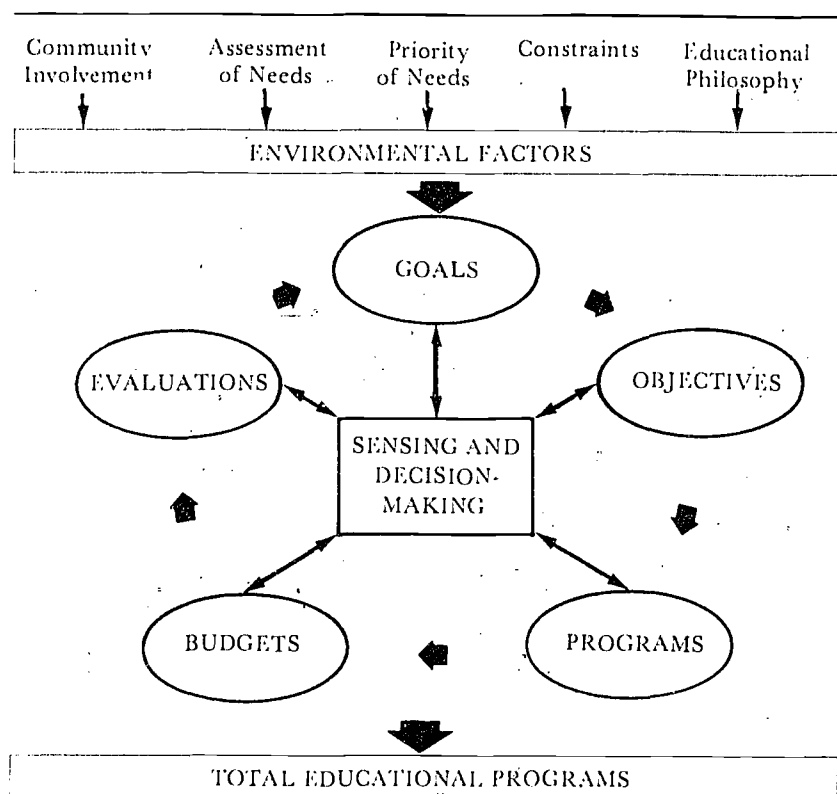 Community Assessment Priority Constraints Educational
Involvement of Needs of Needs Philosophy
ENVIRONMENTAL FACTORS
GOALS
EVALUATIONS
OBJECTIVES
SENSING AND
DECISION-
MAKING
BUDGETS
PROGRAMS
TOTAL EDUCATIONAL PROGRAMS